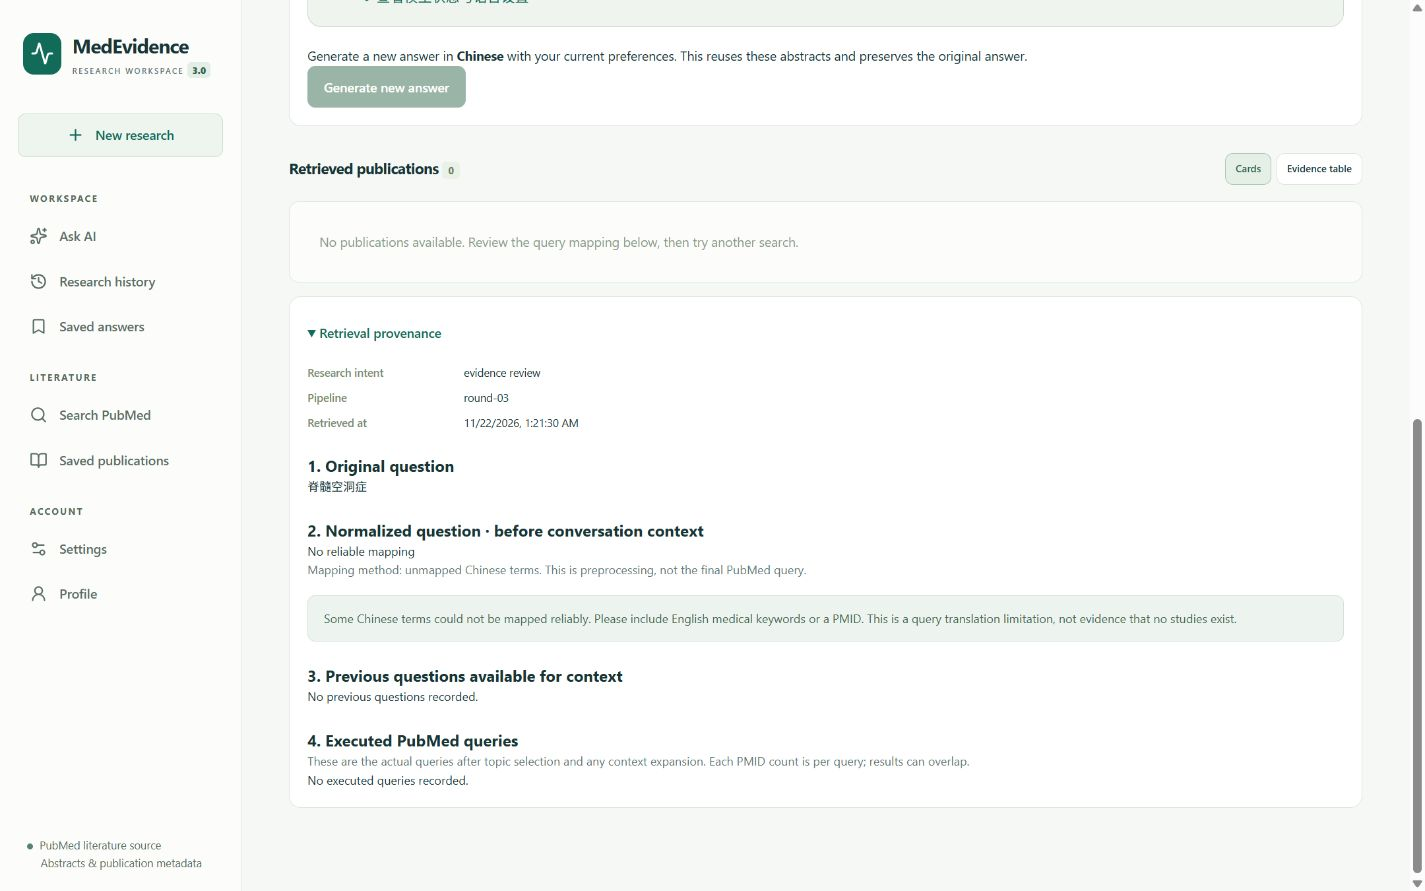 MedEvidence
RESEARCH WORKSPACE 3.0
New research
WORKSPACE
Ask AI
Research history
Saved answers
LITERATURE
Search PubMed
Saved publications
ACCOUNT
Settings
Profile
PubMed literature source
Abstracts & publication metadata
Generate a new answer in Chinese with your current preferences. This reuses these abstracts and preserves the original answer.
Generate new answer
Retrieved publications 0
Cards
Evidence table
No publications available. Review the query mapping below, then try another search.
▼ Retrieval provenance
Research intent evidence review
Pipeline round-03
Retrieved at 11/22/2026, 1:21:30 AM
1. Original question
脊髓空洞症
2. Normalized question · before conversation context
No reliable mapping
Mapping method: unmapped Chinese terms. This is preprocessing, not the final PubMed query.
Some Chinese terms could not be mapped reliably. Please include English medical keywords or a PMID. This is a query translation limitation, not evidence that no studies exist.
3. Previous questions available for context
No previous questions recorded.
4. Executed PubMed queries
These are the actual queries after topic selection and any context expansion. Each PMID count is per query; results can overlap.
No executed queries recorded.